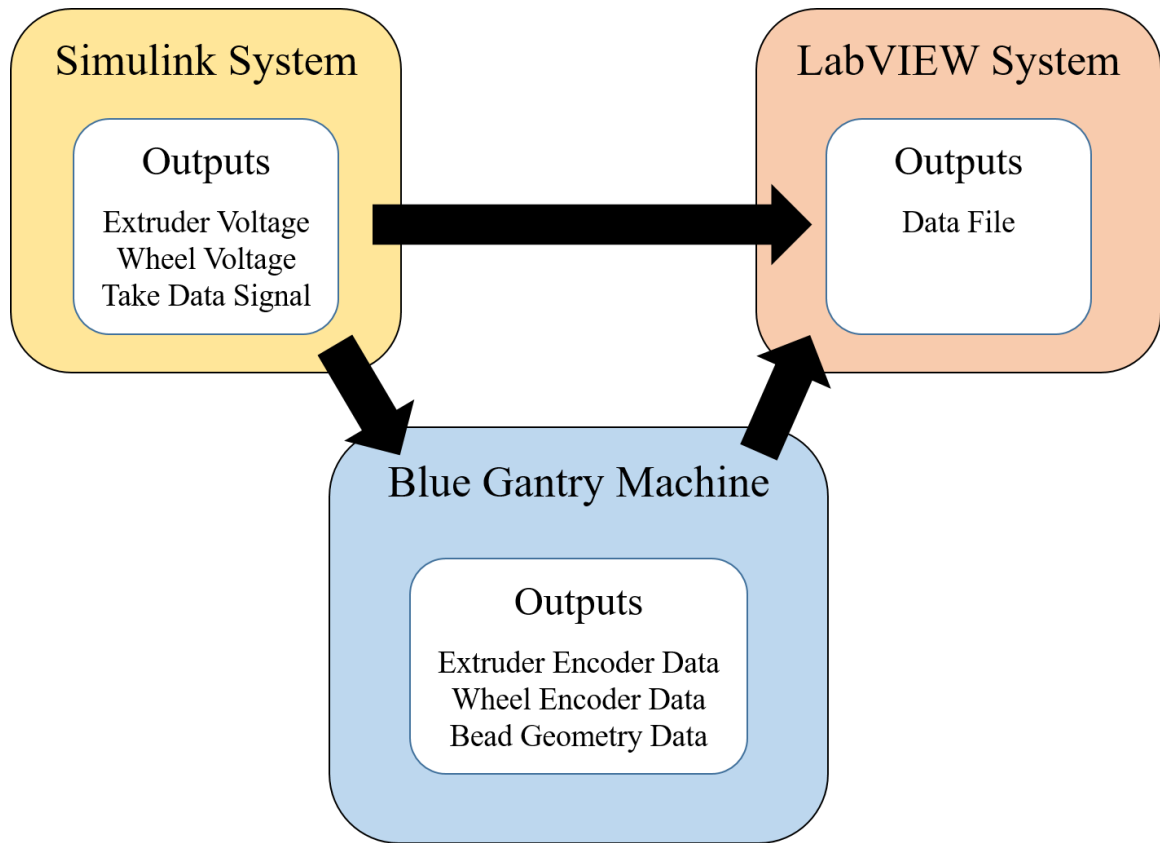 Simulink System
Outputs
Extruder Voltage
Wheel Voltage
Take Data Signal
LabVIEW System
Outputs
Data File
Blue Gantry Machine
Outputs
Extruder Encoder Data
Wheel Encoder Data
Bead Geometry Data